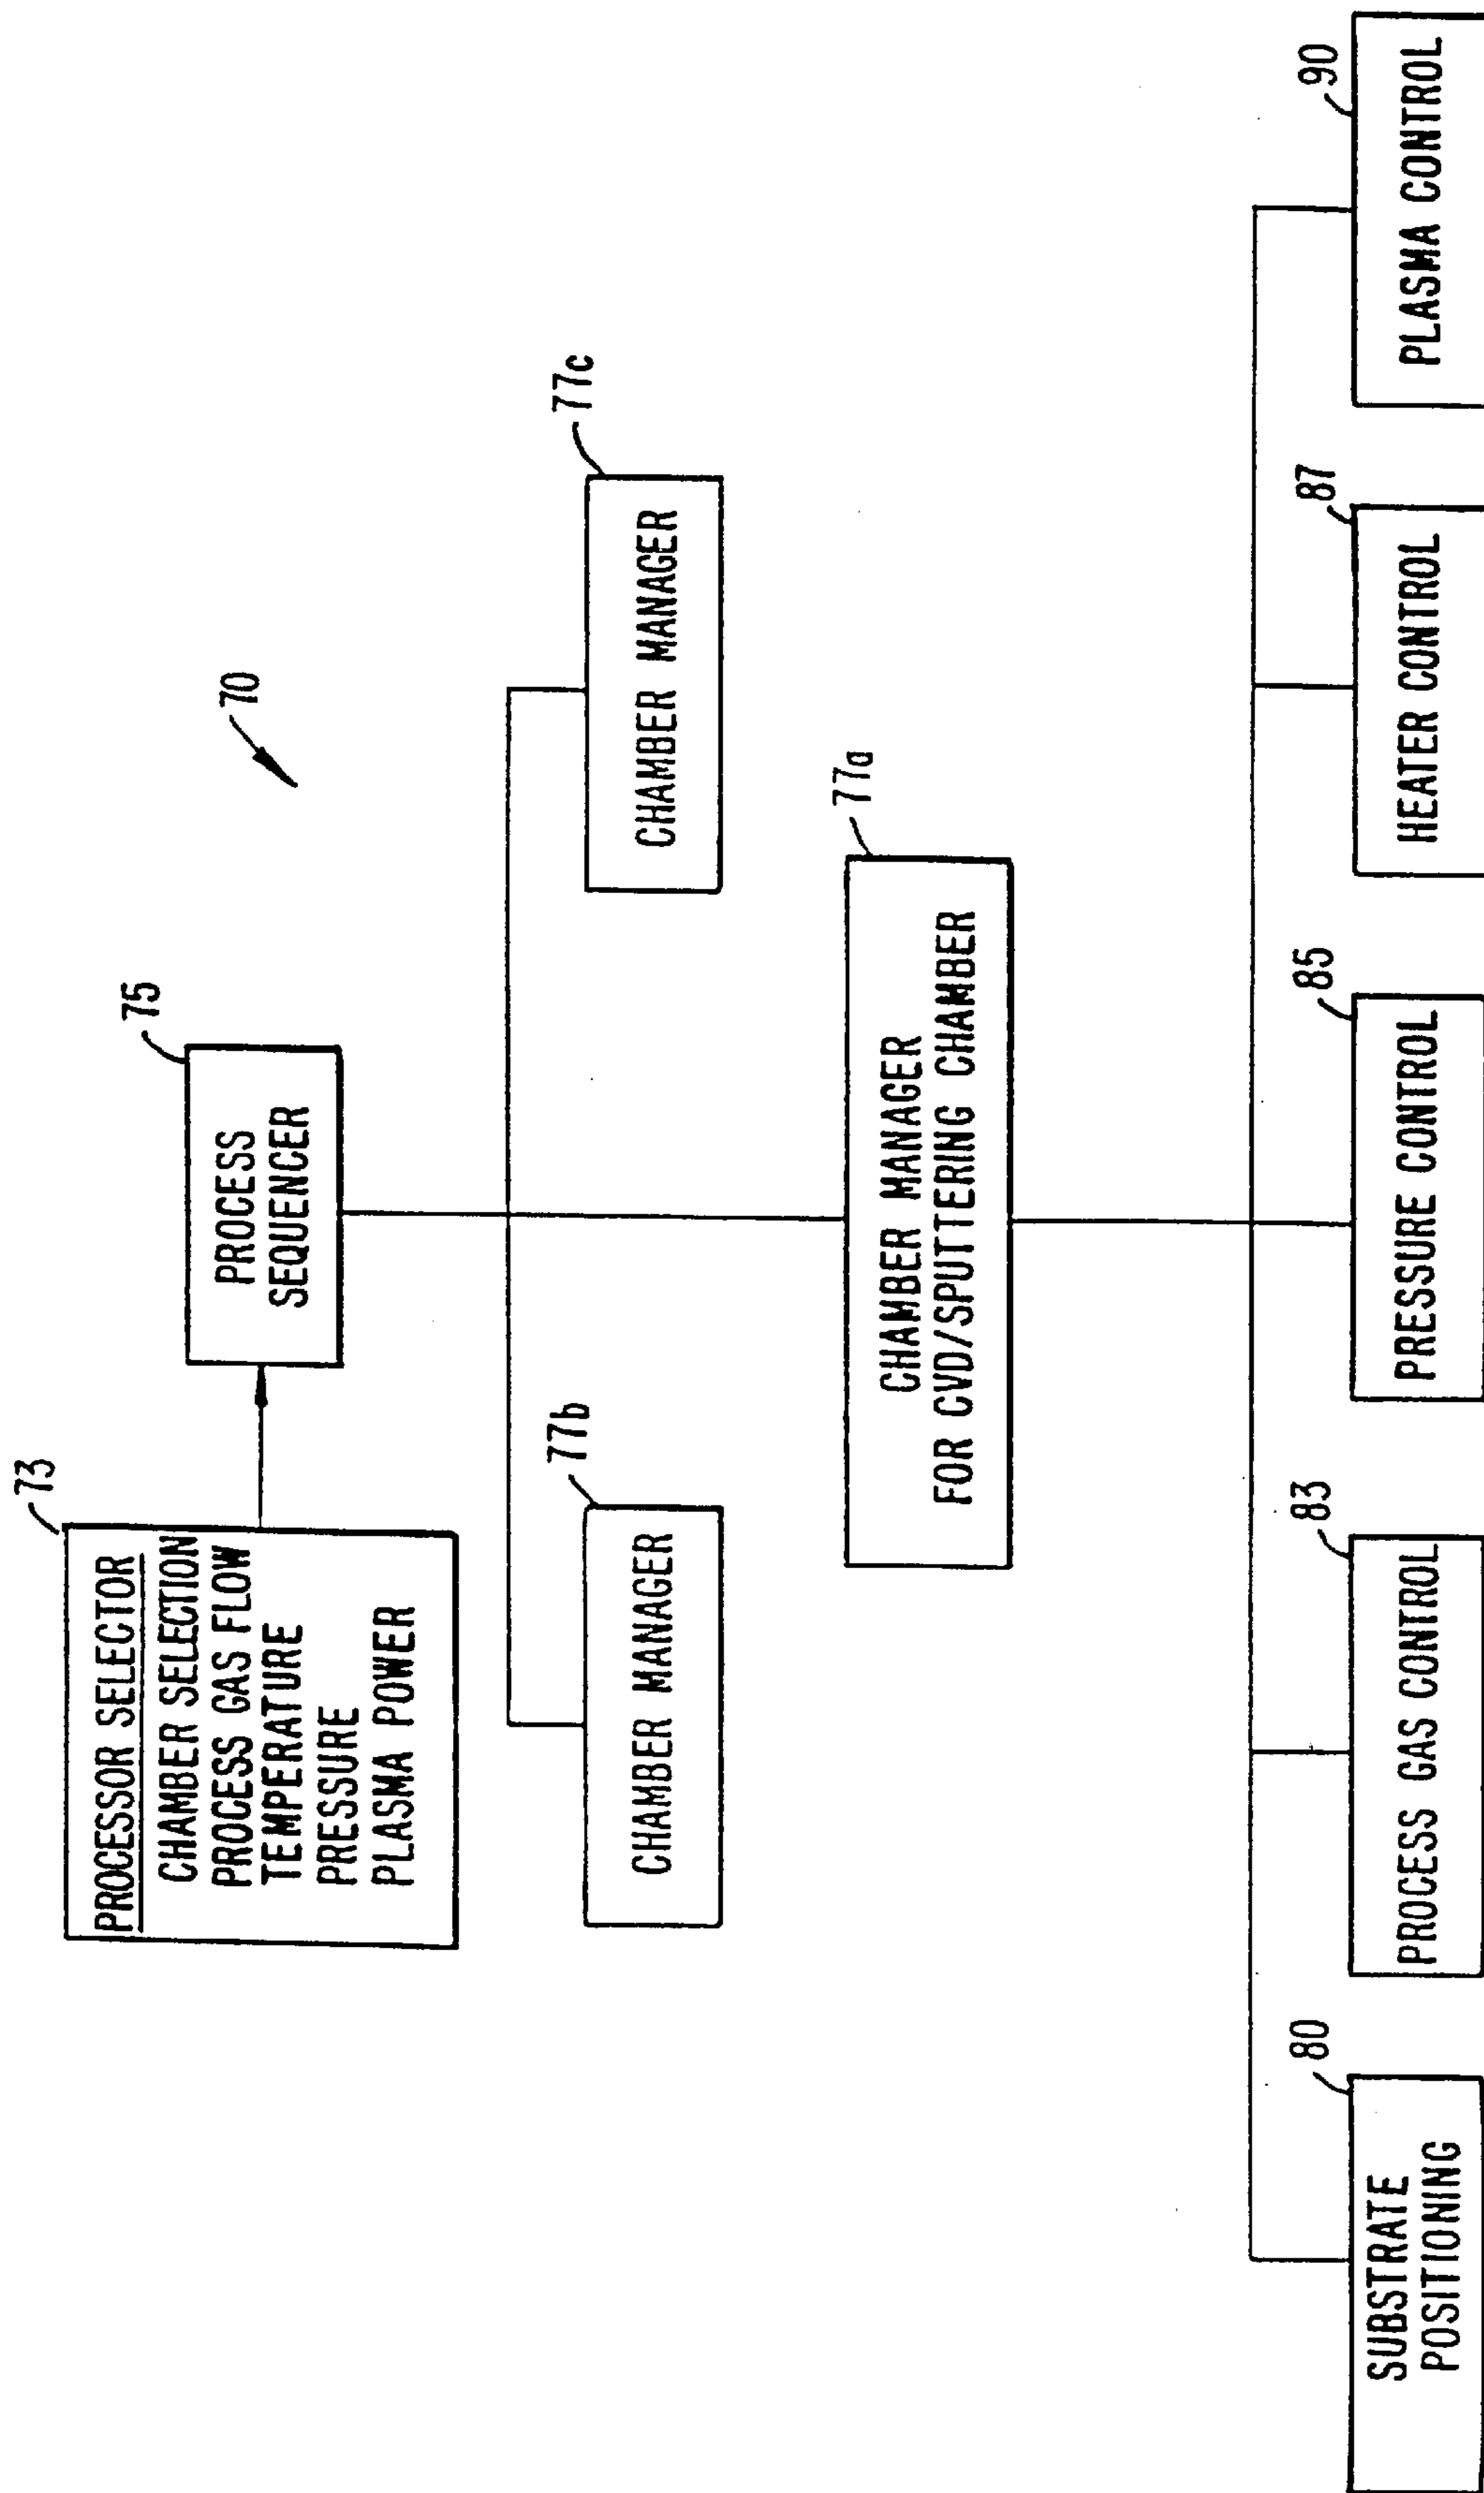 73
PROCESSOR SELECTOR
CHAMBER SELECTION
PROCESS GAS FLOW
TEMPERATURE
PRESSURE
PLASMA POWER
75
PROCESS
SEQUENCER
70
77b
CHAMBER MANAGER
77c
CHAMBER MANAGER
77a
CHAMBER MANAGER
FOR CVD/SPUTTERING CHAMBER
80
SUBSTRATE
POSITIONING
83
PROCESS GAS CONTROL
85
PRESSURE CONTROL
87
HEATER CONTROL
90
PLASMA CONTROL